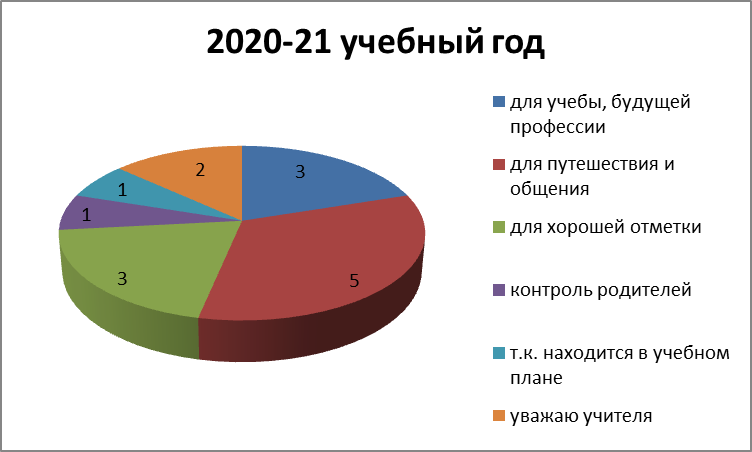 2020-21 учебный год
для учебы, будущей
профессии
для путешествия и
общения
для хорошей отметки
контроль родителей
т.к. находится в учебном
плане
уважаю учителя
2
3
1
1
3
5